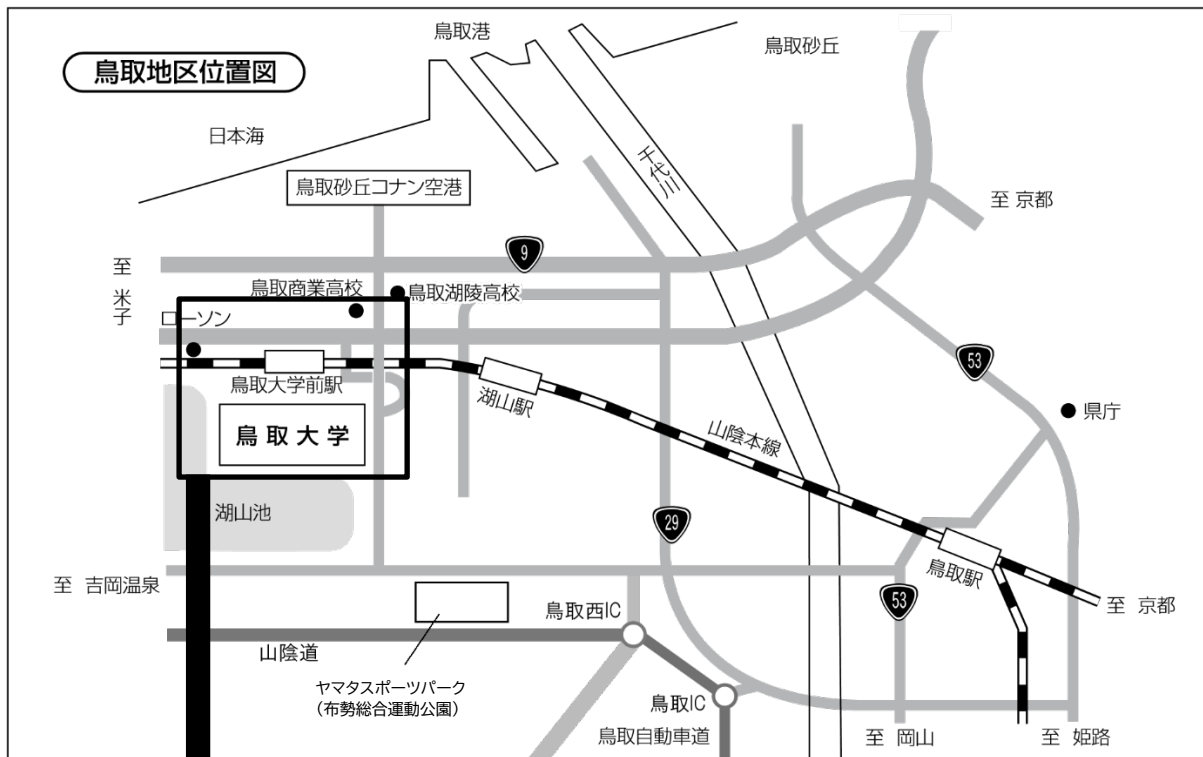 鳥取地区位置図
鳥取港
鳥取砂丘
日本海
千代川
鳥取砂丘コナン空港
至 京都
9
至 米子
鳥取商業高校
鳥取湖陵高校
ローソン
53
鳥取大学前駅
湖山駅
県庁
鳥取大学
山陰本線
湖山池
29
鳥取駅
至 吉岡温泉
53
至 京都
鳥取西IC
山陰道
ヤマタスポーツパーク
（布勢総合運動公園）
鳥取IC
鳥取自動車道
至 岡山
至 姫路